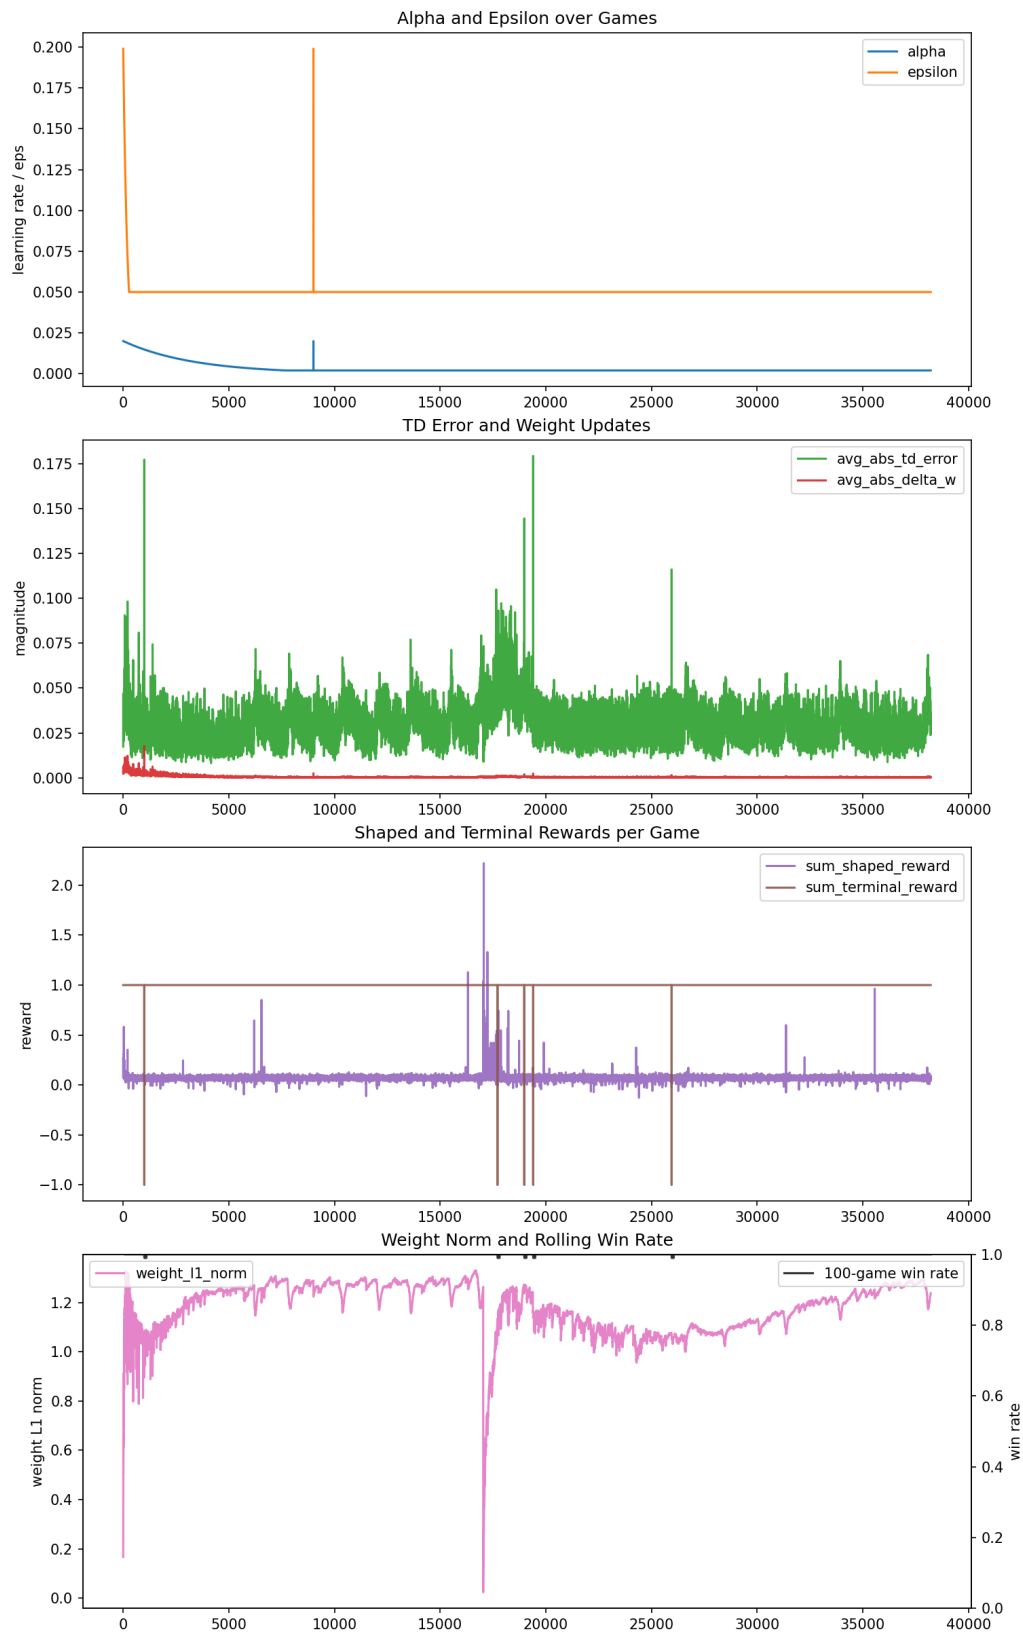 Alpha and Epsilon over Games
alpha
epsilon
learning rate / eps
0.200
0.175
0.150
0.125
0.100
0.075
0.050
0.025
0.000
0 5000 10000 15000 20000 25000 30000 35000 40000
TD Error and Weight Updates
avg_abs_td_error
avg_abs_delta_w
magnitude
0.175
0.150
0.125
0.100
0.075
0.050
0.025
0.000
0 5000 10000 15000 20000 25000 30000 35000 40000
Shaped and Terminal Rewards per Game
sum_shaped_reward
sum_terminal_reward
reward
2.0
1.5
1.0
0.5
0.0
−0.5
−1.0
0 5000 10000 15000 20000 25000 30000 35000 40000
Weight Norm and Rolling Win Rate
weight_l1_norm
100-game win rate
weight L1 norm
1.2
1.0
0.8
0.6
0.4
0.2
0.0
1.0
0.8
0.6
0.4
0.2
0.0
win rate
0 5000 10000 15000 20000 25000 30000 35000 40000